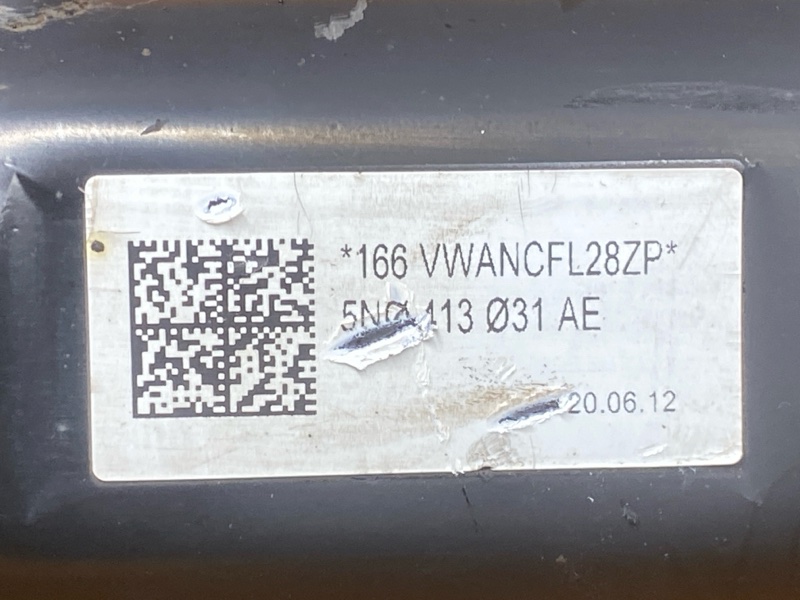 *166 VWANCFL28ZP*
5NØ 413 Ø31 AE
20.06.12